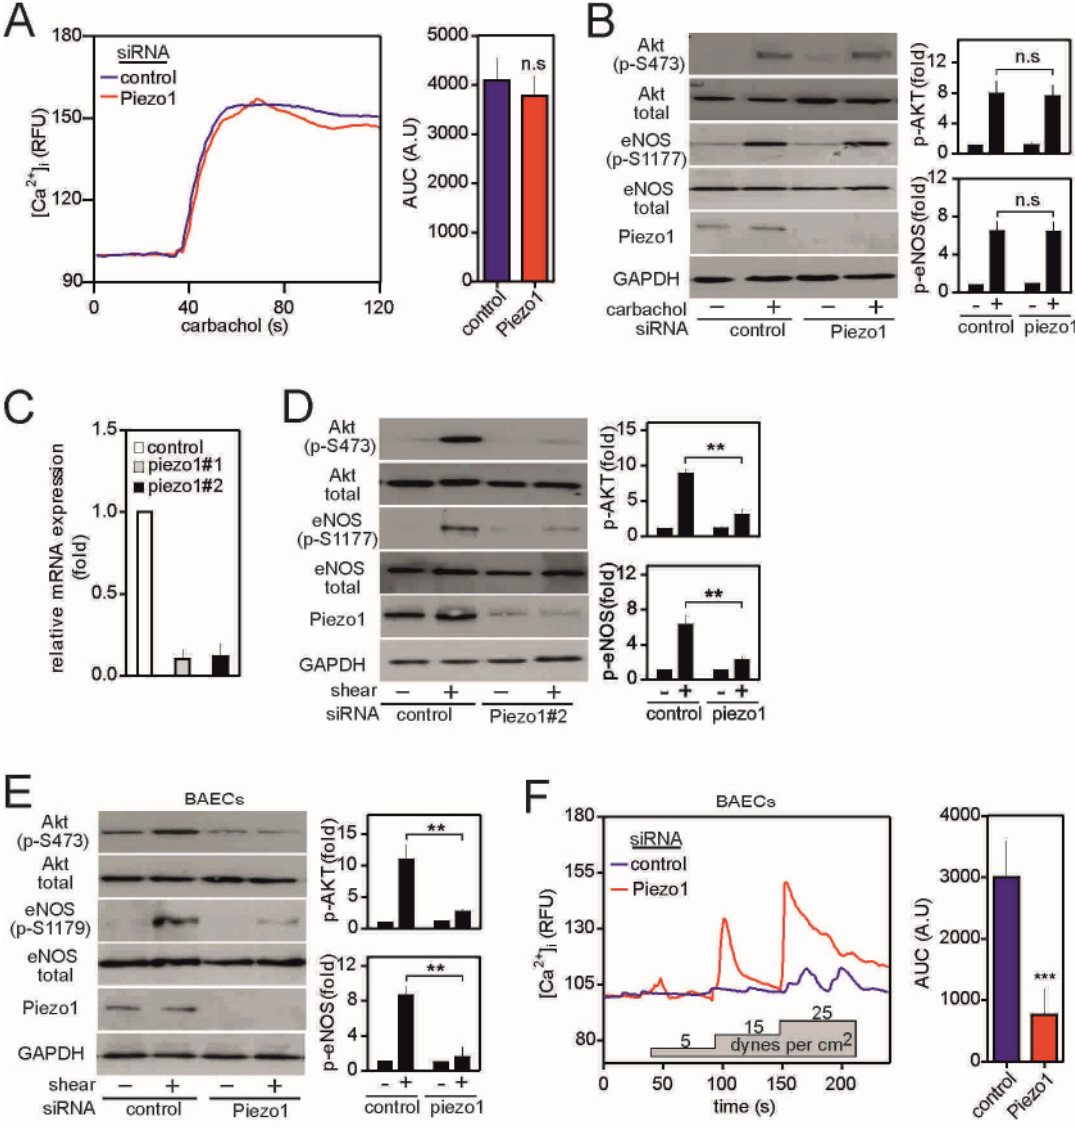 A
180
150
120
90
[Ca2+]i (RFU)
siRNA
control
Piezo1
0
40
80
120
carbachol (s)
5000
4000
3000
2000
1000
0
AUC (A.U)
n.s
control
Piezo1
B
Akt
(p-S473)
Akt
total
eNOS
(p-S1177)
eNOS
total
Piezo1
GAPDH
carbachol – + – +
siRNA control Piezo1
12
8
4
0
p-AKT(fold)
n.s
12
8
4
0
p-eNOS(fold)
n.s
- + - +
control piezo1
C
1.5
1.0
0.5
0.0
relative mRNA expression
(fold)
control
piezo1#1
piezo1#2
D
Akt
(p-S473)
Akt
total
eNOS
(p-S1177)
eNOS
total
Piezo1
GAPDH
shear – + – +
siRNA control Piezo1#2
15
10
5
0
p-AKT(fold)
**
12
8
4
0
p-eNOS(fold)
**
- + - +
control piezo1
E
BAECs
Akt
(p-S473)
Akt
total
eNOS
(p-S1179)
eNOS
total
Piezo1
GAPDH
shear – + – +
siRNA control Piezo1
15
10
5
0
p-AKT(fold)
**
12
8
4
0
p-eNOS(fold)
**
- + - +
control piezo1
F
BAECs
180
155
130
105
80
[Ca2+]i (RFU)
siRNA
control
Piezo1
5
15
25
dynes per cm2
0
50
100
150
200
time (s)
4000
3000
2000
1000
0
AUC (A.U)
***
control
Piezo1